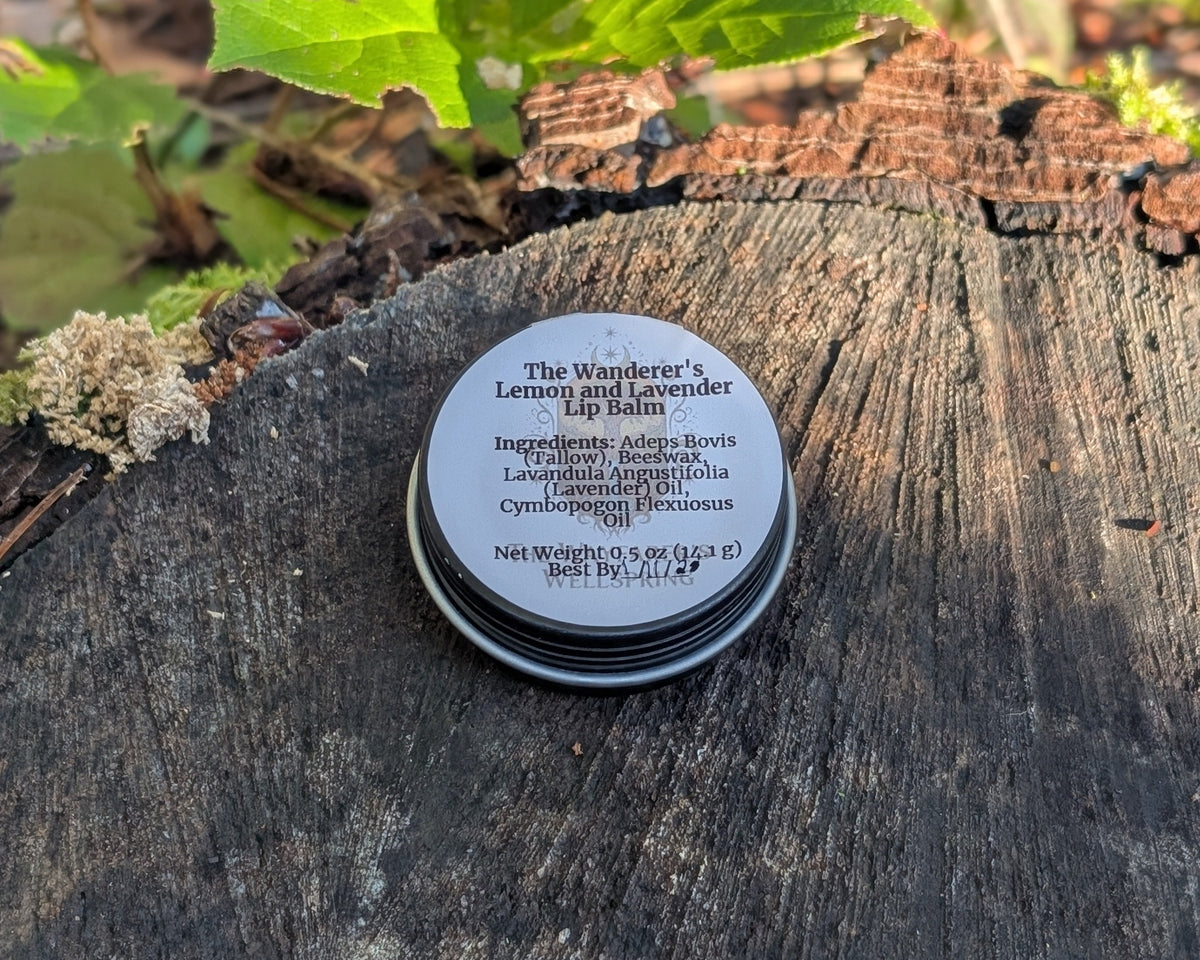 The Wanderer's
Lemon and Lavender
Lip Balm
Ingredients: Adeps Bovis
(Tallow), Beeswax,
Lavandula Angustifolia
(Lavender) Oil,
Cymbopogon Flexuosus
Oil
Net Weight 0.5 oz (14.1 g)
Best By
WELLSPRING